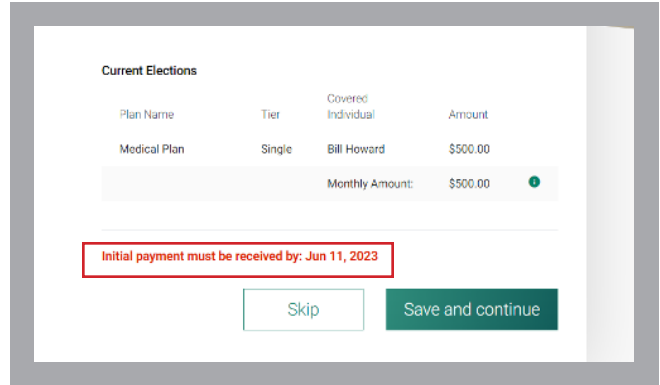 Current Elections
Plan Name Tier Covered Individual Amount
Medical Plan Single Bill Howard $500.00
Monthly Amount: $500.00
Initial payment must be received by: Jun 11, 2023
Skip Save and continue